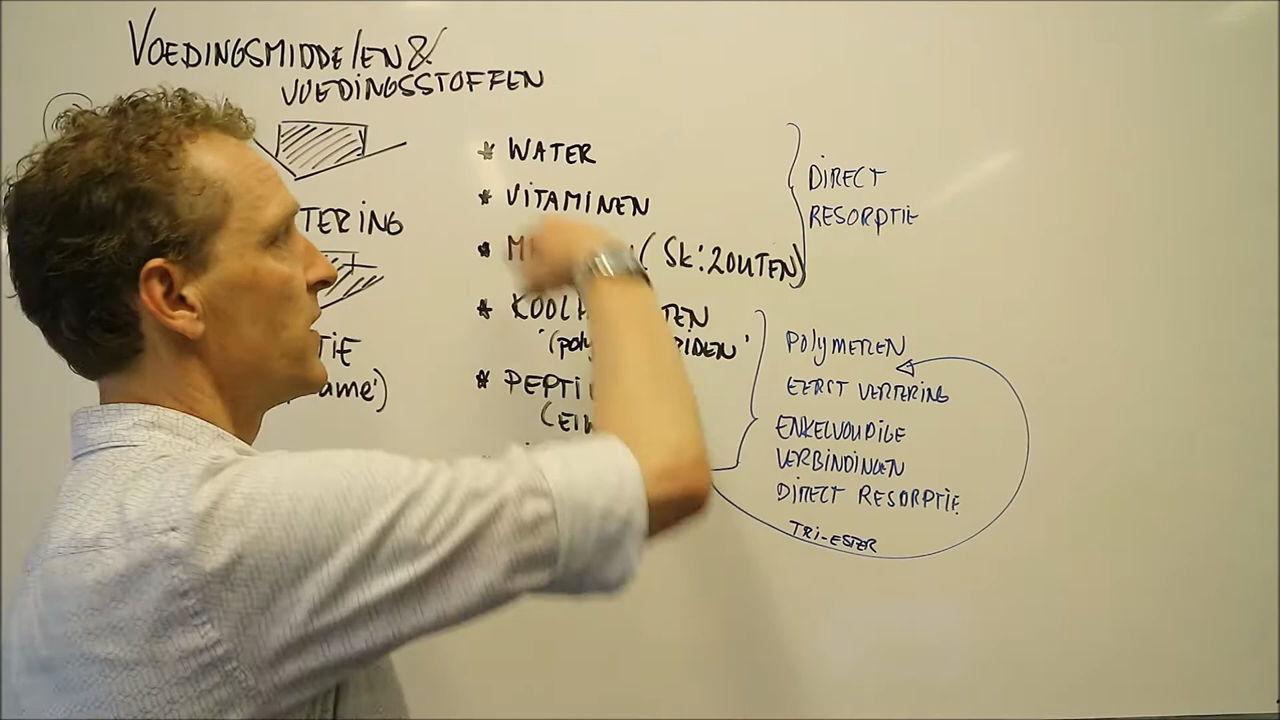 VOEDINGSMIDDELEN &
VOEDINGSSTOFFEN
TERING
TIE
ame')
* WATER
* VITAMINEN
* M ( SK: ZOUTEN)
* KOOLH TEN
'(poly RIDEN'
* PEPTI
(EIW
DIRECT
RESORPTIE
POLYMEREN
EERST VERTERING
ENKELVOUDIGE
VERBINDINGEN
DIRECT RESORPTIE
TRI-ESTER